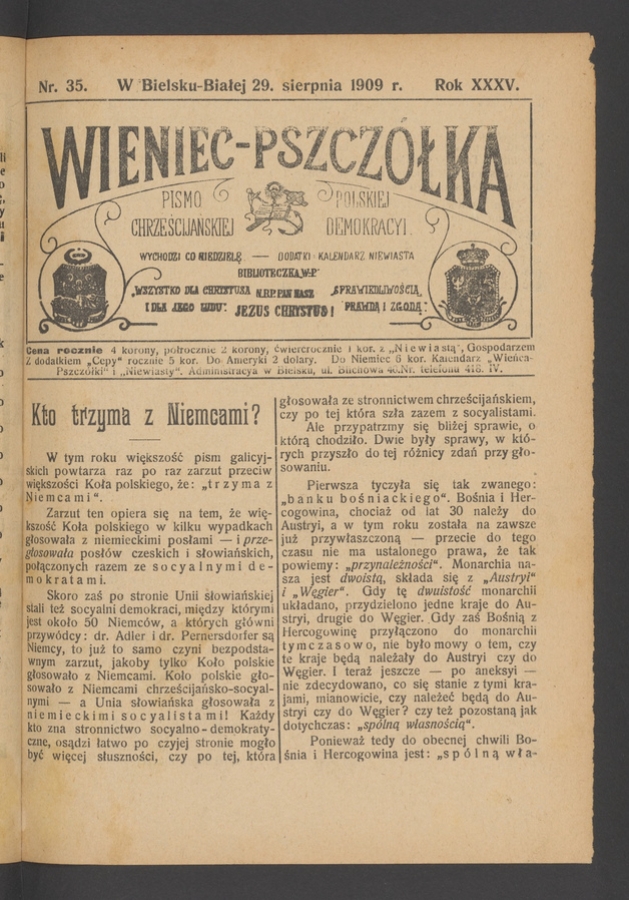 Nr. 35. W Bielsku-Białej 29. sierpnia 1909 r. Rok XXXV.
WIENIEC-PSZCZÓŁKA
PISMO POLSKIEJ
CHRZEŚCIJAŃSKIEJ DEMOKRACYI.
WYCHODZI CO NIEDZIELĘ — DODATKI KALENDARZ NIEWIASTA
BIBLIOTECZKA „W.P."
„WSZYSTKO DLA CHRYSTUSA N.B.P. PAN NASZ „SPRAWIEDLIWOŚCIĄ
I DLA JEGO LUDU". JEZUS CHRYSTUS! PRAWDĄ I ZGODĄ".
Cena rocznie 4 korony, półrocznie 2 korony, ćwierćrocznie 1 kor. z „Niewiastą", Gospodarzem
Z dodatkiem „Cepy" rocznie 5 kor. Do Ameryki 2 dolary. Do Niemiec 6 kor. Kalendarz „Wieńca-
Pszczółki" i „Niewiasty". Administracya w Bielsku, ul. Blichowa 40. Nr. telefonu 418. IV.
Kto trzyma z Niemcami?
W tym roku większość pism galicyj-
skich powtarza raz po raz zarzut przeciw
większości Koła polskiego, że: „trzyma z
Niemcami".
Zarzut ten opiera się na tem, że wię-
kszość Koła polskiego w kilku wypadkach
głosowała z niemieckimi posłami — i prze-
głosowała posłów czeskich i słowiańskich,
połączonych razem ze socyalnymi de-
mokratami.
Skoro zaś po stronie Unii słowiańskiej
stali też socyalni demokraci, między którymi
jest około 50 Niemców, a których główni
przywódcy: dr. Adler i dr. Pernersdorfer są
Niemcy, to już to samo czyni bezpodsta-
wnym zarzut, jakoby tylko Koło polskie
głosowało z Niemcami. Koło polskie gło-
sowało z Niemcami chrześcijańsko-socyal-
nymi — a Unia słowiańska głosowała z
niemieckimi socyalistami! Każdy
kto zna stronnictwo socyalno-demokraty-
czne, osądzi łatwo po czyjej stronie mogło
być więcej słuszności, czy po tej, która
głosowała ze stronnictwem chrześcijańskiem,
czy po tej która szła zazem z socyalistami.
Ale przypatrzmy się bliżej sprawie, o
którą chodziło. Dwie były sprawy, w któ-
rych przyszło do tej różnicy zdań przy gło-
sowaniu.
Pierwsza tyczyła się tak zwanego:
„banku bośniackiego". Bośnia i Her-
cogowina, chociaż od lat 30 należy do
Austryi, a w tym roku została na zawsze
już przywłaszczoną — przecie do tego
czasu nie ma ustalonego prawa, że tak
powiemy: „przynależności". Monarchia na-
sza jest dwoistą, składa się z „Austryi"
i „Węgier". Gdy tę dwuistość monarchii
układano, przydzielono jedne kraje do Au-
stryi, drugie do Węgier. Gdy zaś Bośnią z
Hercogowinę przyłączono do monarchii
tymczasowo, nie było mowy o tem, czy
te kraje będą należały do Austryi czy do
Węgier. I teraz jeszcze — po aneksyi —
nie zdecydowano, co się stanie z tymi kra-
jami, mianowicie, czy należeć będą do Au-
stryi czy do Węgier? czy też pozostaną jak
dotychczas: „spólną własnością".
Ponieważ tedy do obecnej chwili Bo-
śnia i Hercogowina jest: „spólną wła-